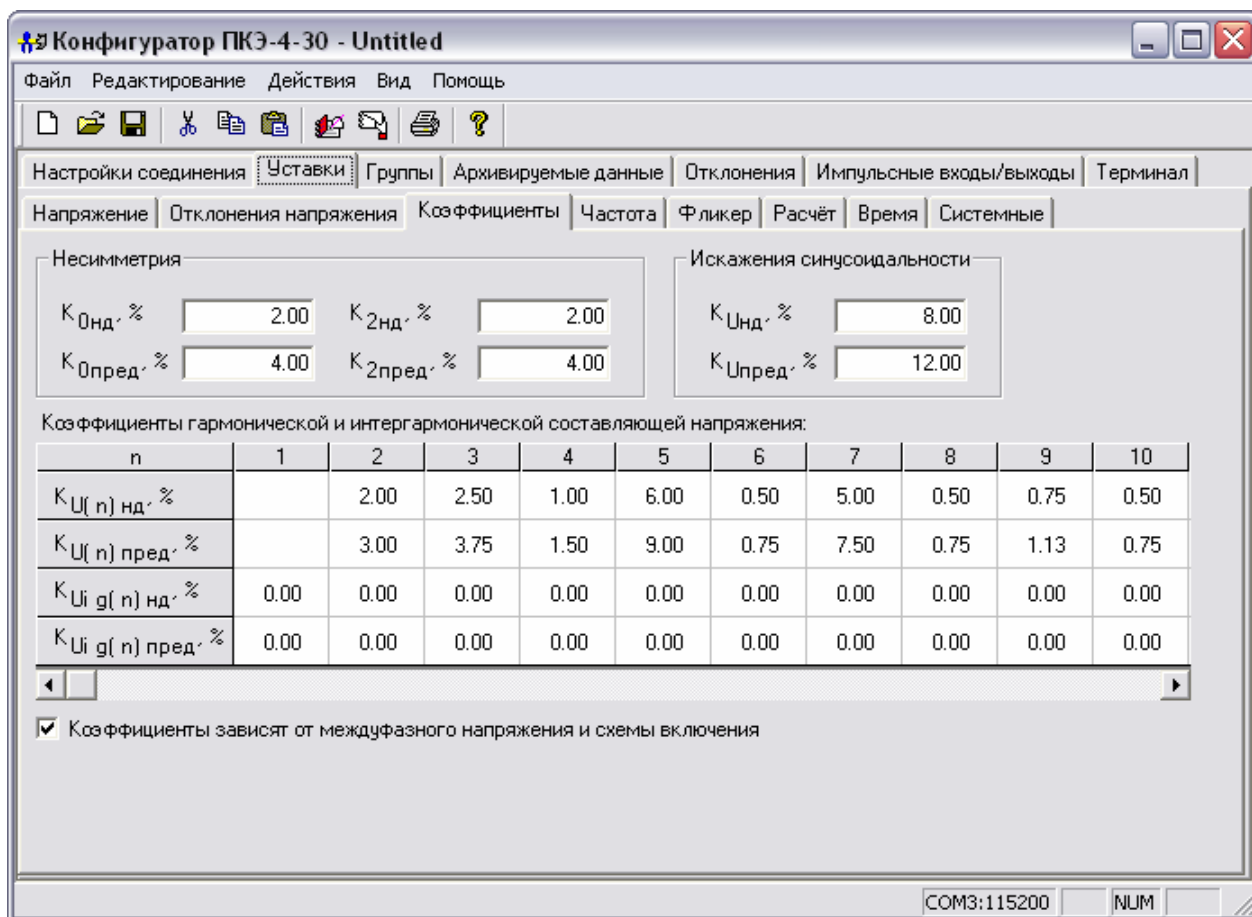 Конфигуратор ПКЭ-4-30 - Untitled
Файл Редактирование Действия Вид Помощь
Настройки соединения Уставки Группы Архивируемые данные Отклонения Импульсные входы/выходы Терминал
Напряжение Отклонения напряжения Коэффициенты Частота Фликер Расчёт Время Системные
Несимметрия Искажения синусоидальности
K0нд, % 2.00 K2нд, % 2.00 KUнд, % 8.00
K0пред, % 4.00 K2пред, % 4.00 KUпред, % 12.00
Коэффициенты гармонической и интергармонической составляющей напряжения:
n 1 2 3 4 5 6 7 8 9 10
KU( n) нд, % 2.00 2.50 1.00 6.00 0.50 5.00 0.50 0.75 0.50
KU( n) пред, % 3.00 3.75 1.50 9.00 0.75 7.50 0.75 1.13 0.75
KUi g( n) нд, % 0.00 0.00 0.00 0.00 0.00 0.00 0.00 0.00 0.00 0.00
KUi g( n) пред, % 0.00 0.00 0.00 0.00 0.00 0.00 0.00 0.00 0.00 0.00
Коэффициенты зависят от междуфазного напряжения и схемы включения
COM3:115200 NUM